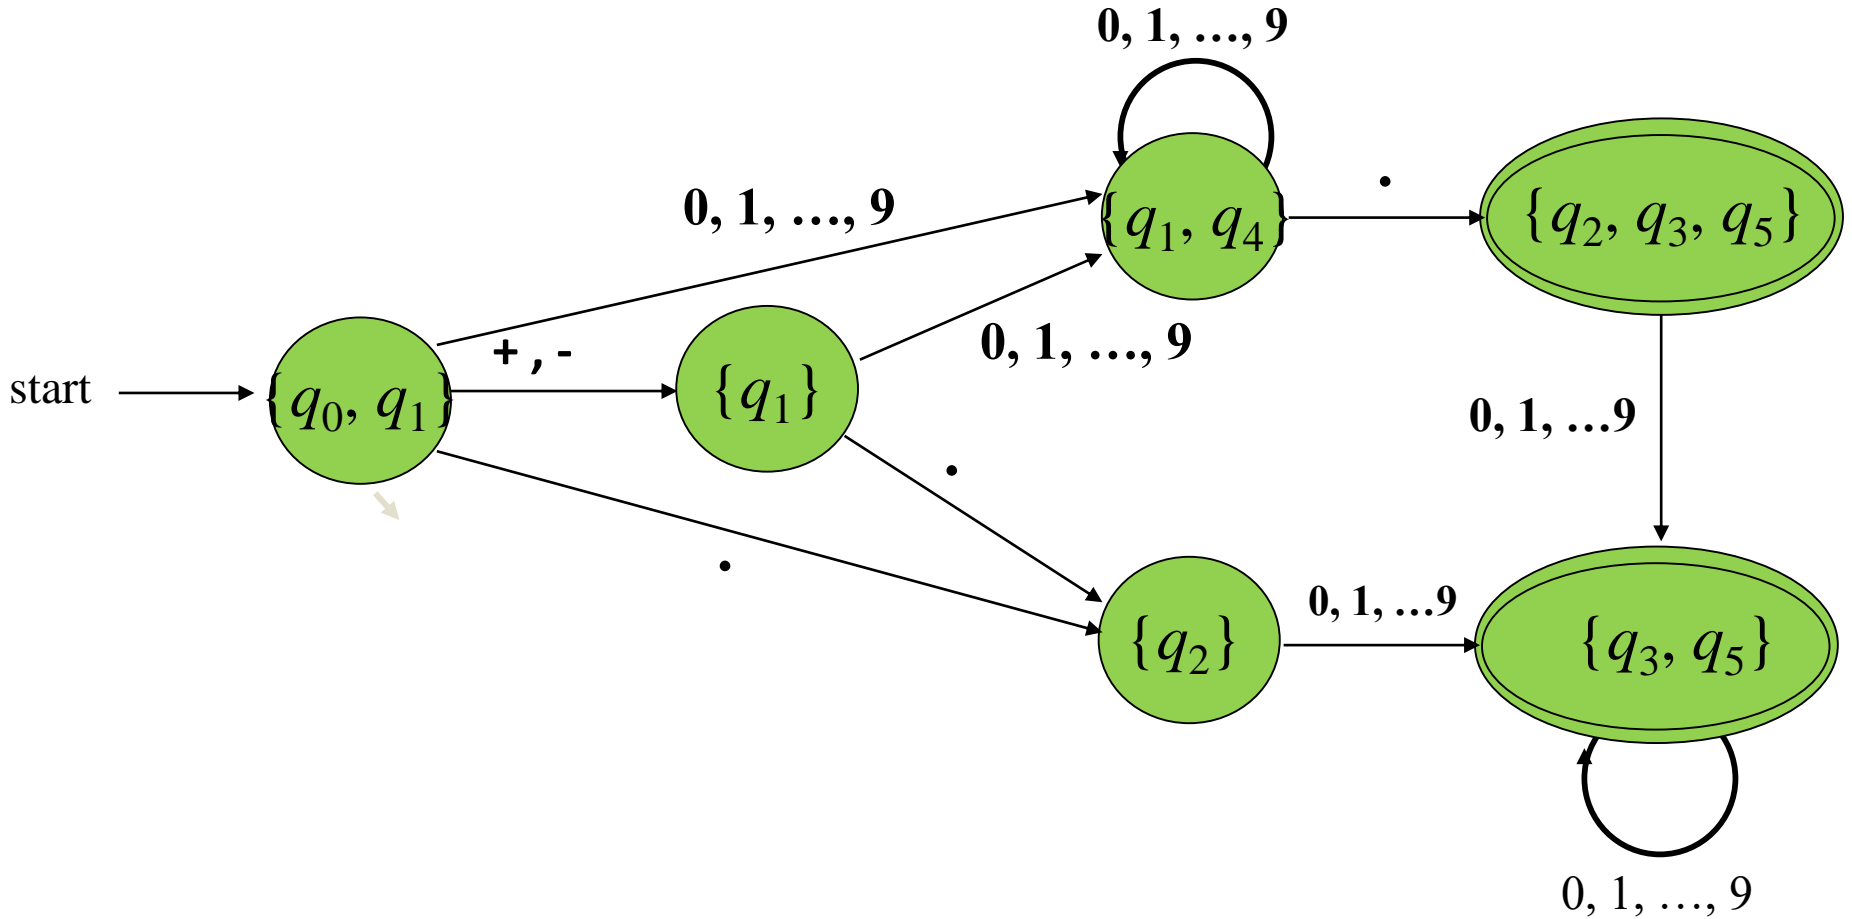 0, 1, …, 9
.
0, 1, …, 9
{q₁, q₄}
{q₂, q₃, q₅}
+ , -
0, 1, …, 9
start
{q₀, q₁}
{q₁}
0, 1, …9
.
.
0, 1, …9
{q₂}
{q₃, q₅}
0, 1, …, 9